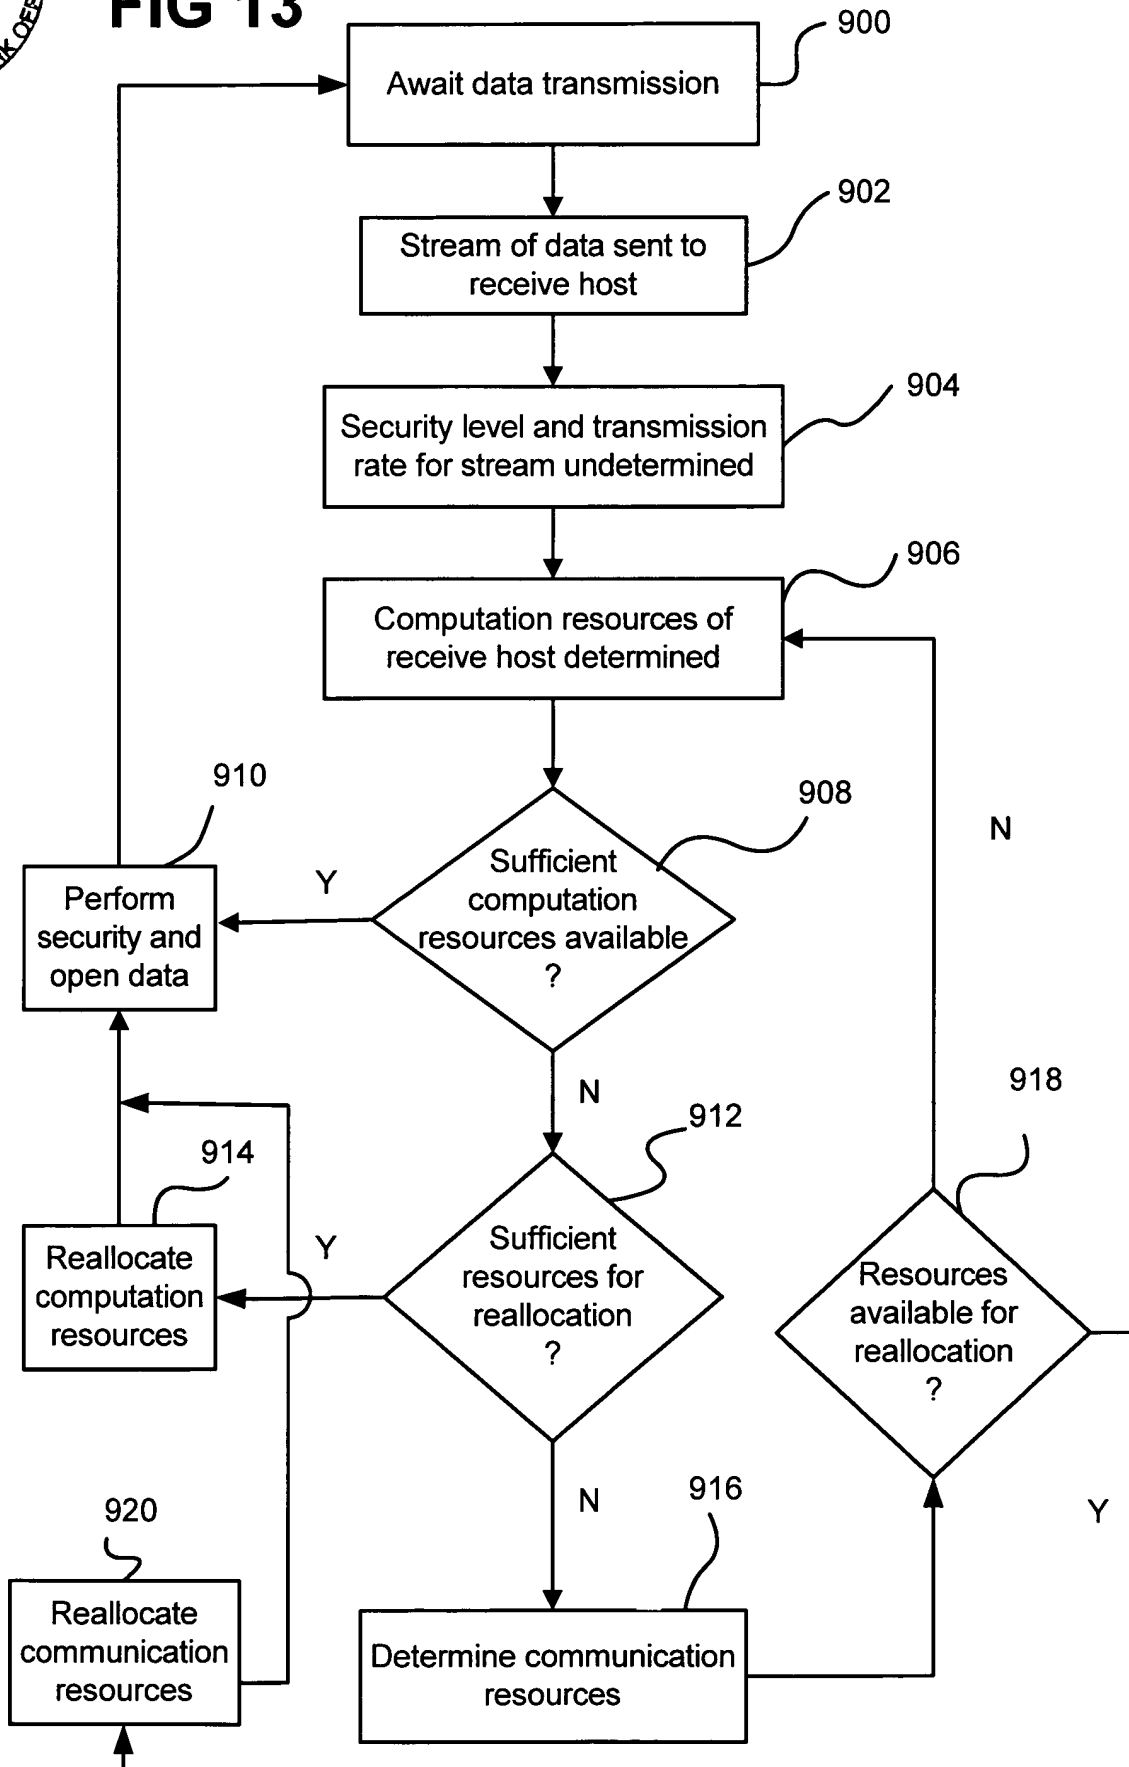 FIG 13
900
Await data transmission
902
Stream of data sent to
receive host
904
Security level and transmission
rate for stream undetermined
906
Computation resources of
receive host determined
910
908
N
Perform
security and
open data
Y
Sufficient
computation
resources available
?
N
918
912
914
Reallocate
computation
resources
Y
Sufficient
resources for
reallocation
?
Resources
available for
reallocation
?
N
916
Y
920
Reallocate
communication
resources
Determine communication
resources